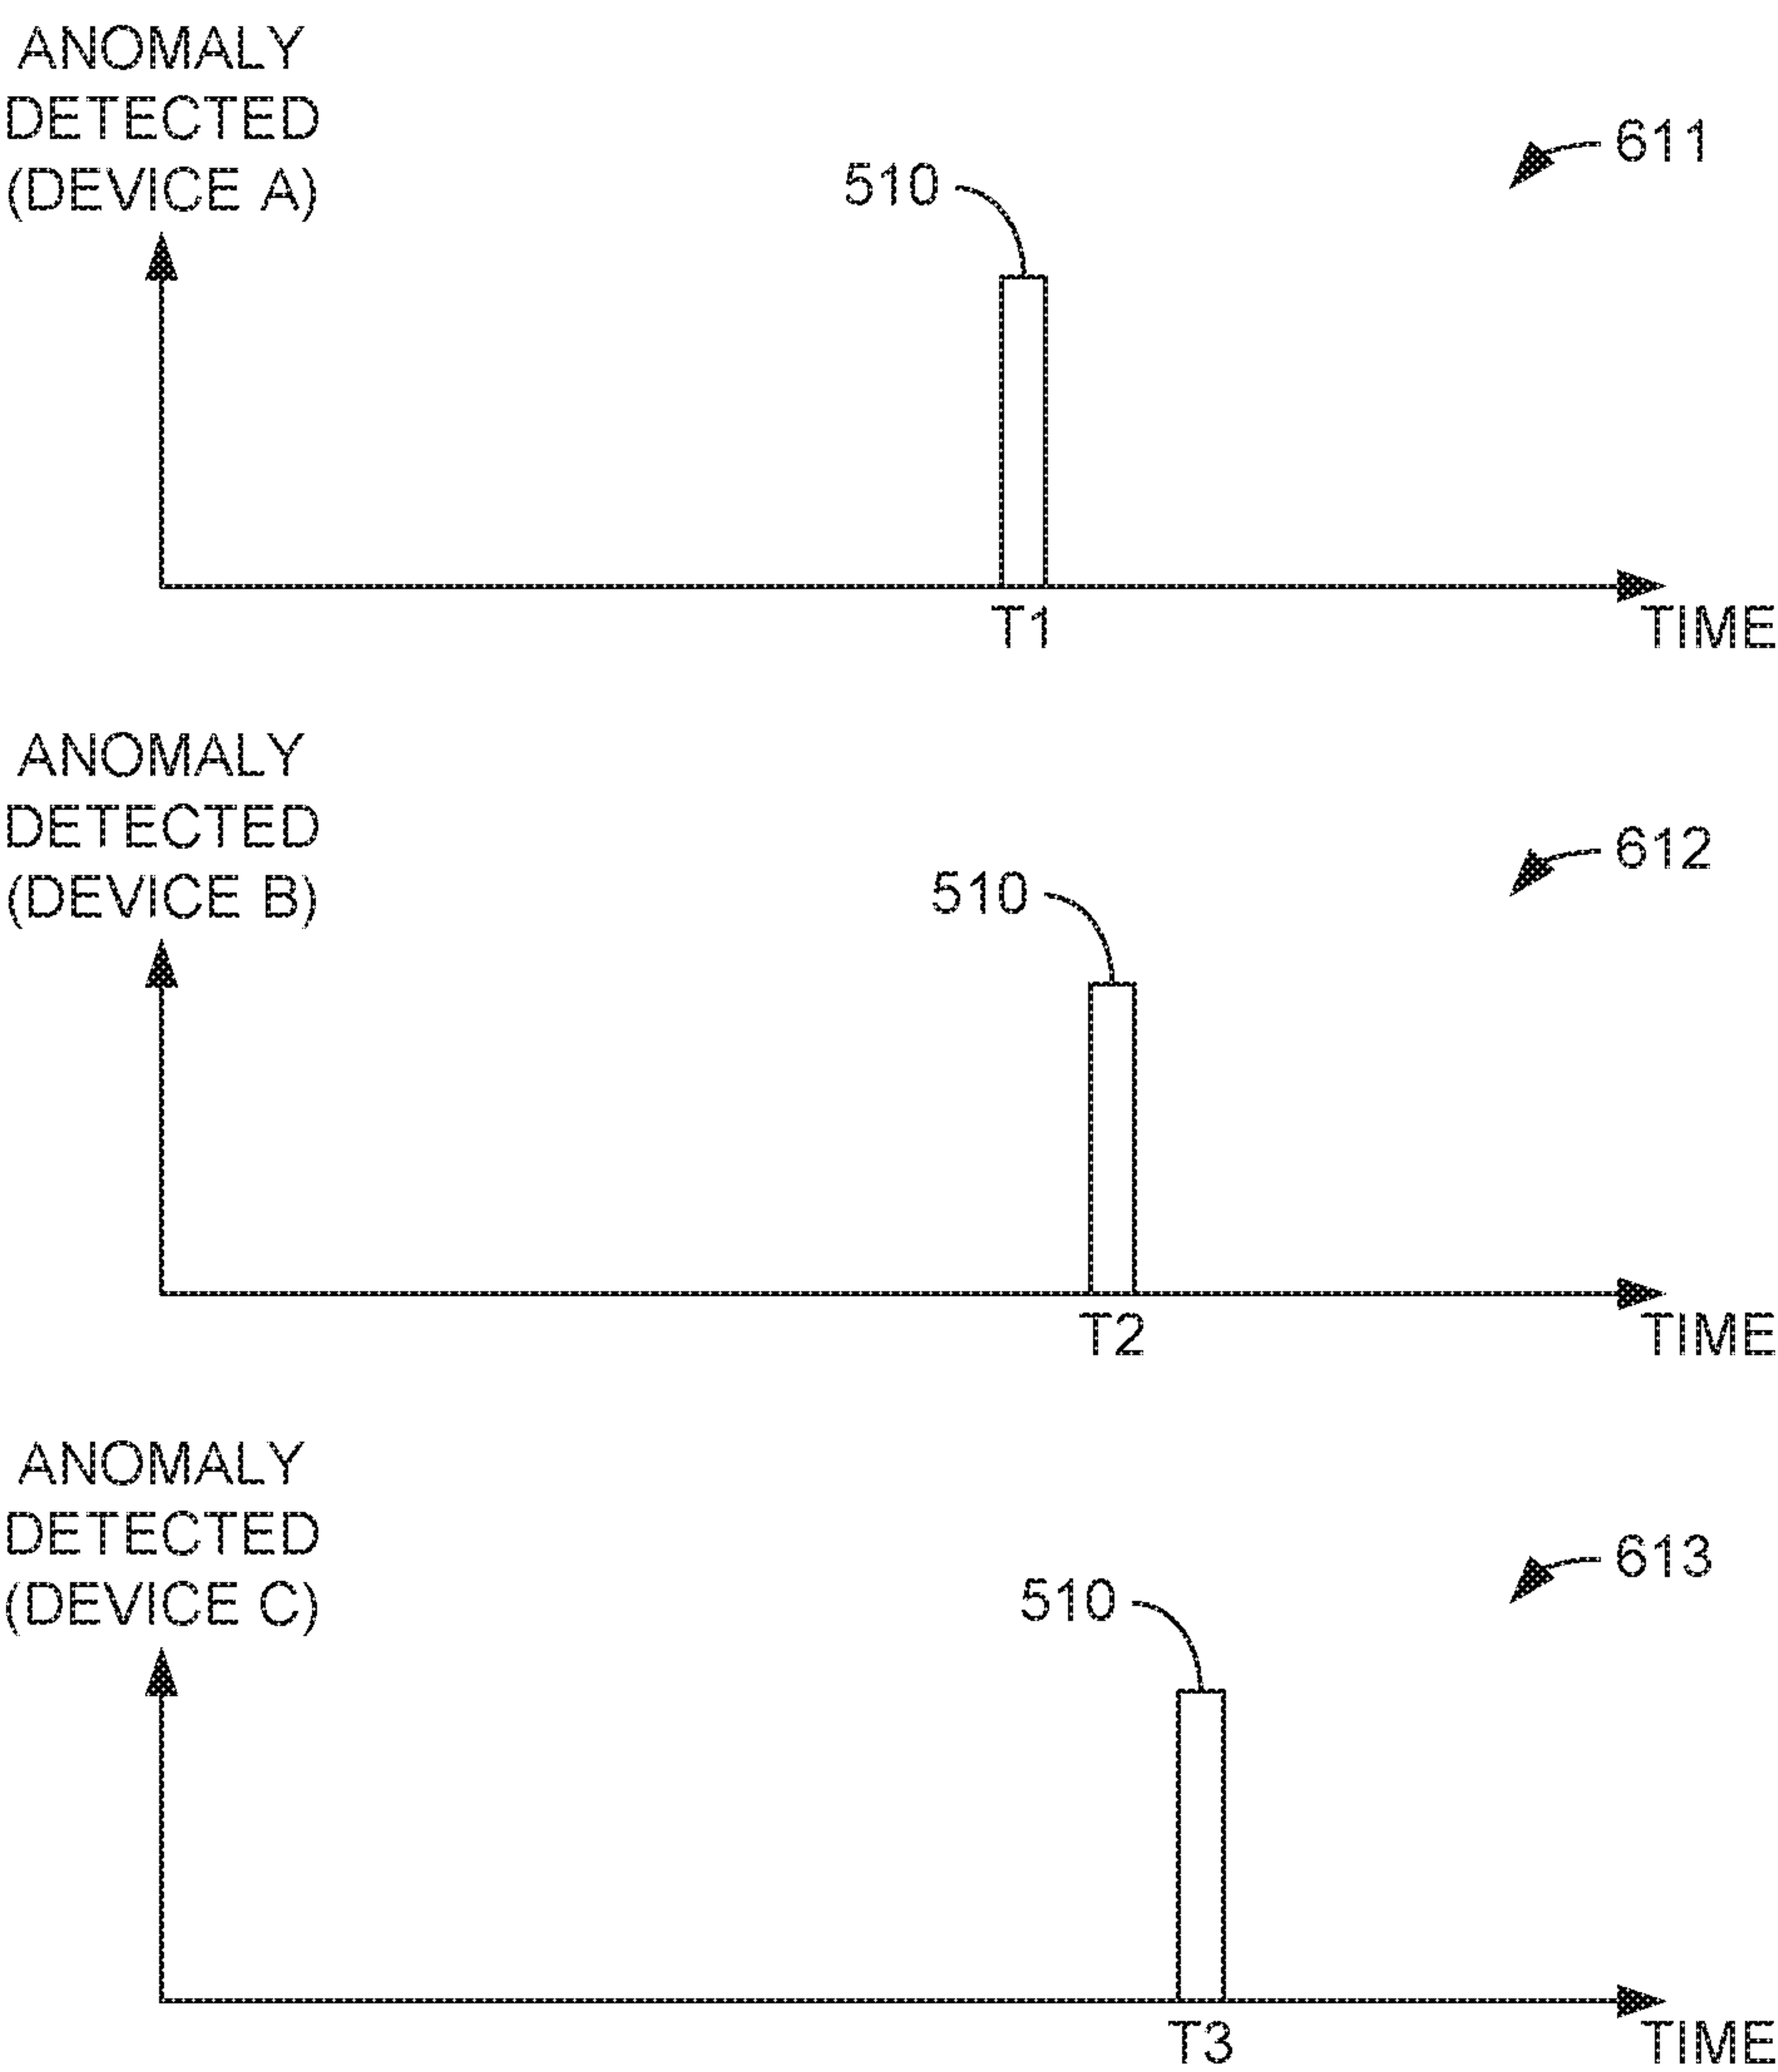 ANOMALY
DETECTED
(DEVICE A)
611
510
T1
TIME
ANOMALY
DETECTED
(DEVICE B)
612
510
T2
TIME
ANOMALY
DETECTED
(DEVICE C)
613
510
T3
TIME